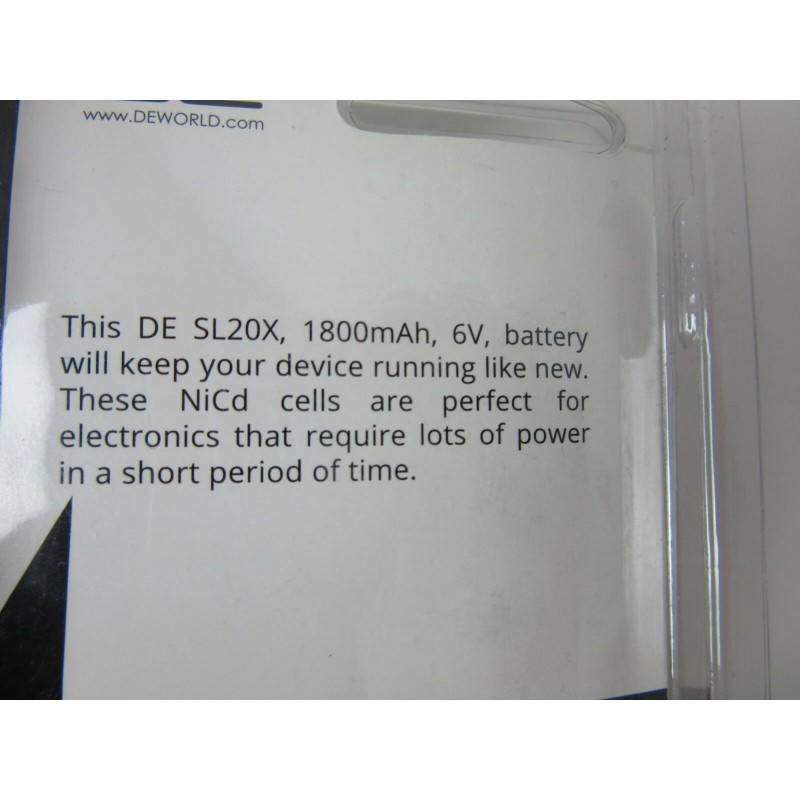 www.DEWORLD.com
This DE SL20X, 1800mAh, 6V, battery
will keep your device running like new.
These NiCd cells are perfect for
electronics that require lots of power
in a short period of time.